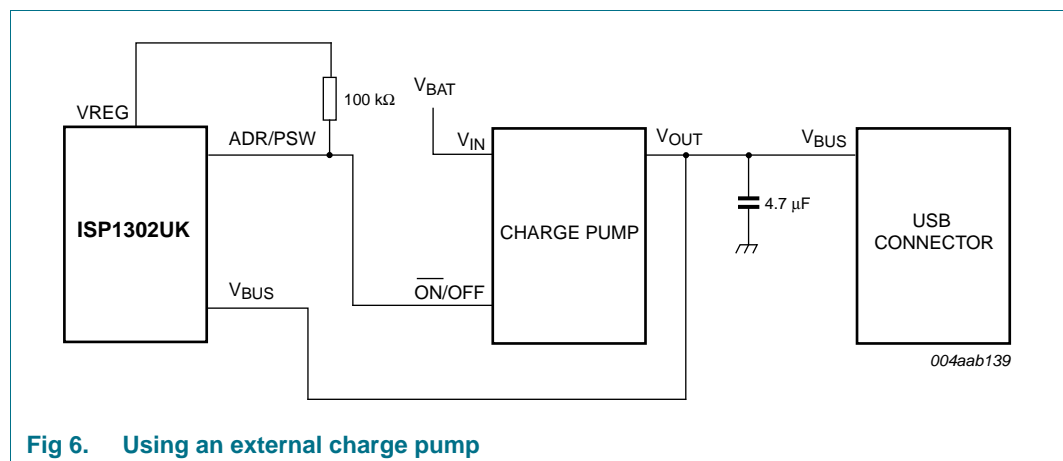 VREG
100 kΩ
ADR/PSW
ISP1302UK
VBUS
VBAT
VIN
VOUT
CHARGE PUMP
ON/OFF
4.7 μF
VBUS
USB
CONNECTOR
004aab139
Fig 6. Using an external charge pump